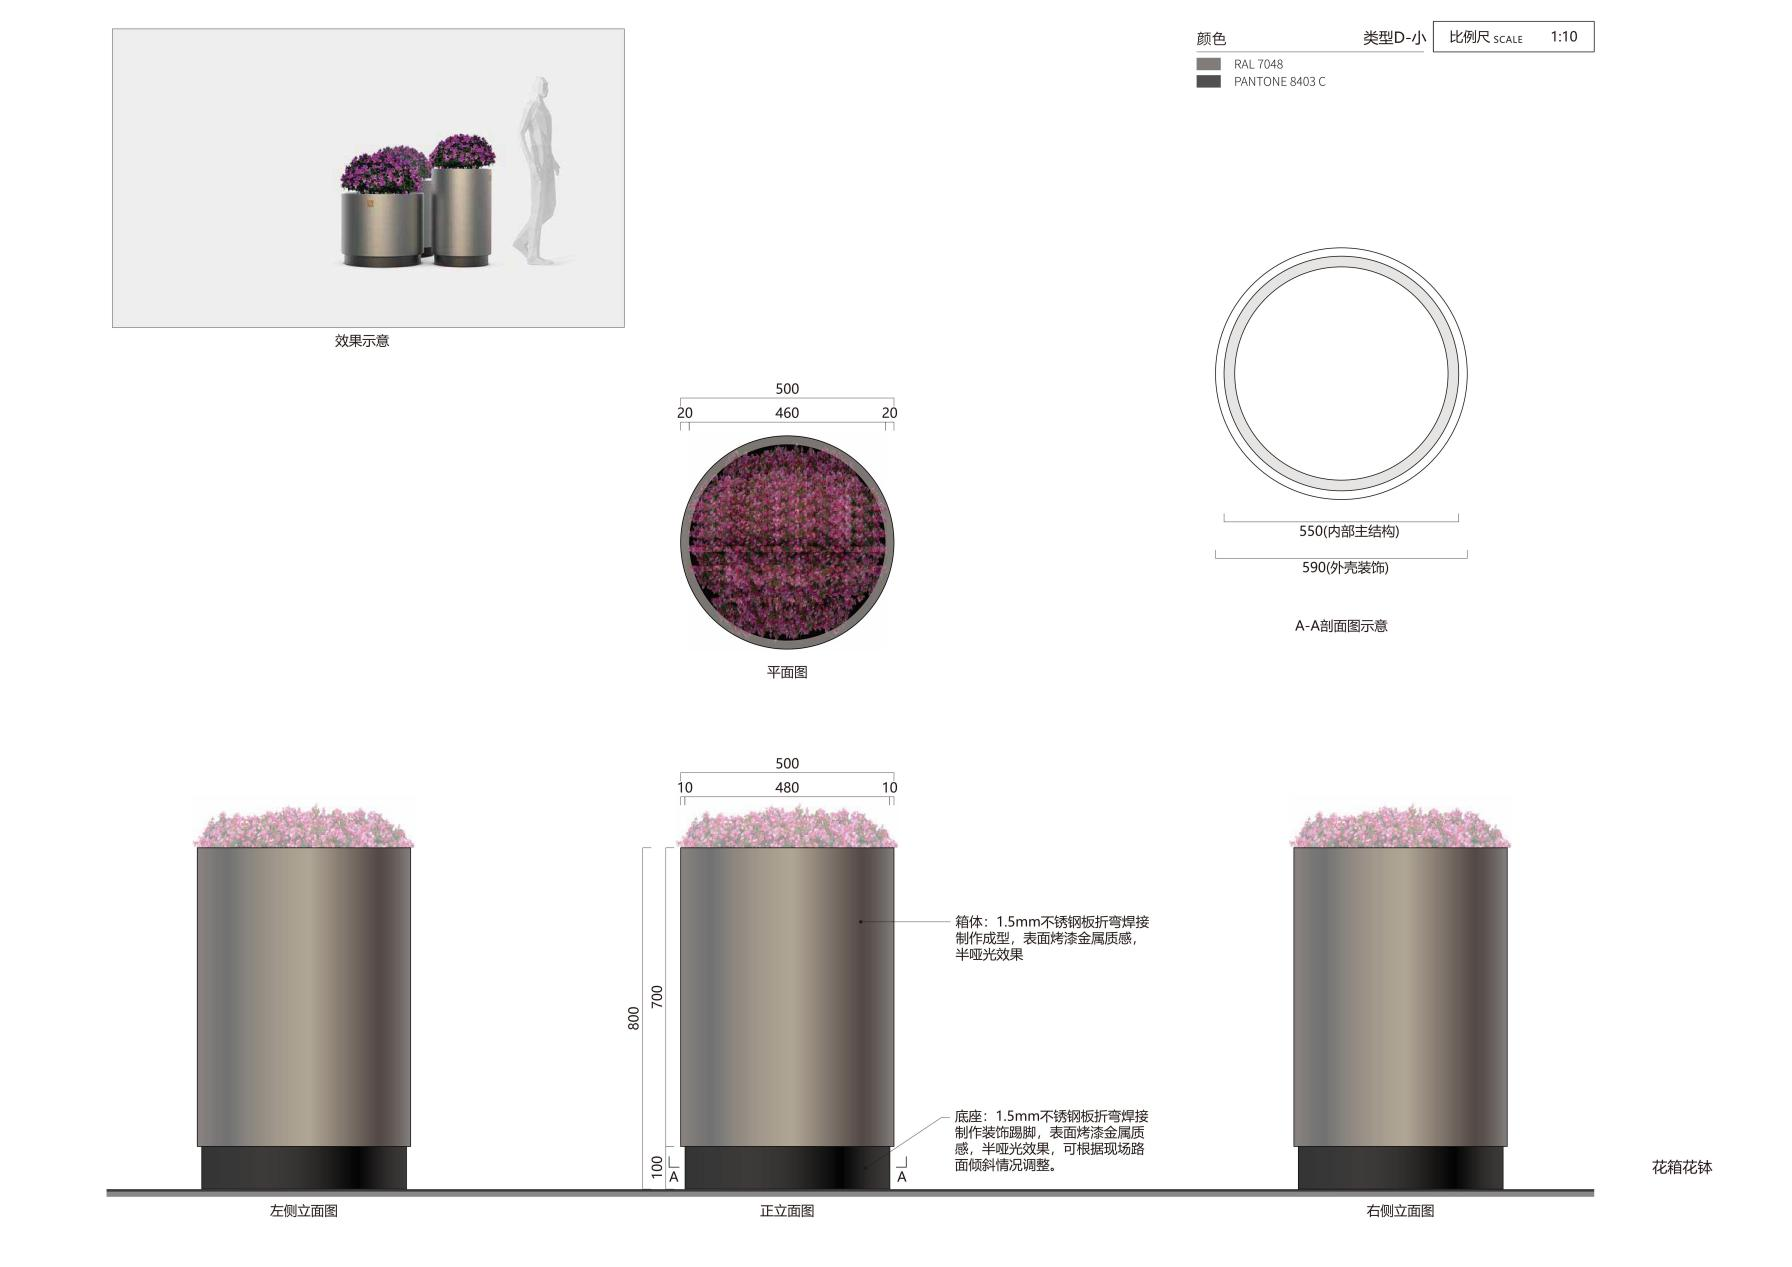 颜色
类型D-小
比例尺 SCALE 1:10
RAL 7048
PANTONE 8403 C
效果示意
500
20 460 20
平面图
550(内部主结构)
590(外壳装饰)
A-A剖面图示意
500
10 480 10
800
700
100
A
A
箱体：1.5mm不锈钢板折弯焊接
制作成型，表面烤漆金属质感，
半哑光效果
底座：1.5mm不锈钢板折弯焊接
制作装饰踢脚，表面烤漆金属质
感，半哑光效果，可根据现场路
面倾斜情况调整。
左侧立面图
正立面图
右侧立面图
花箱花钵